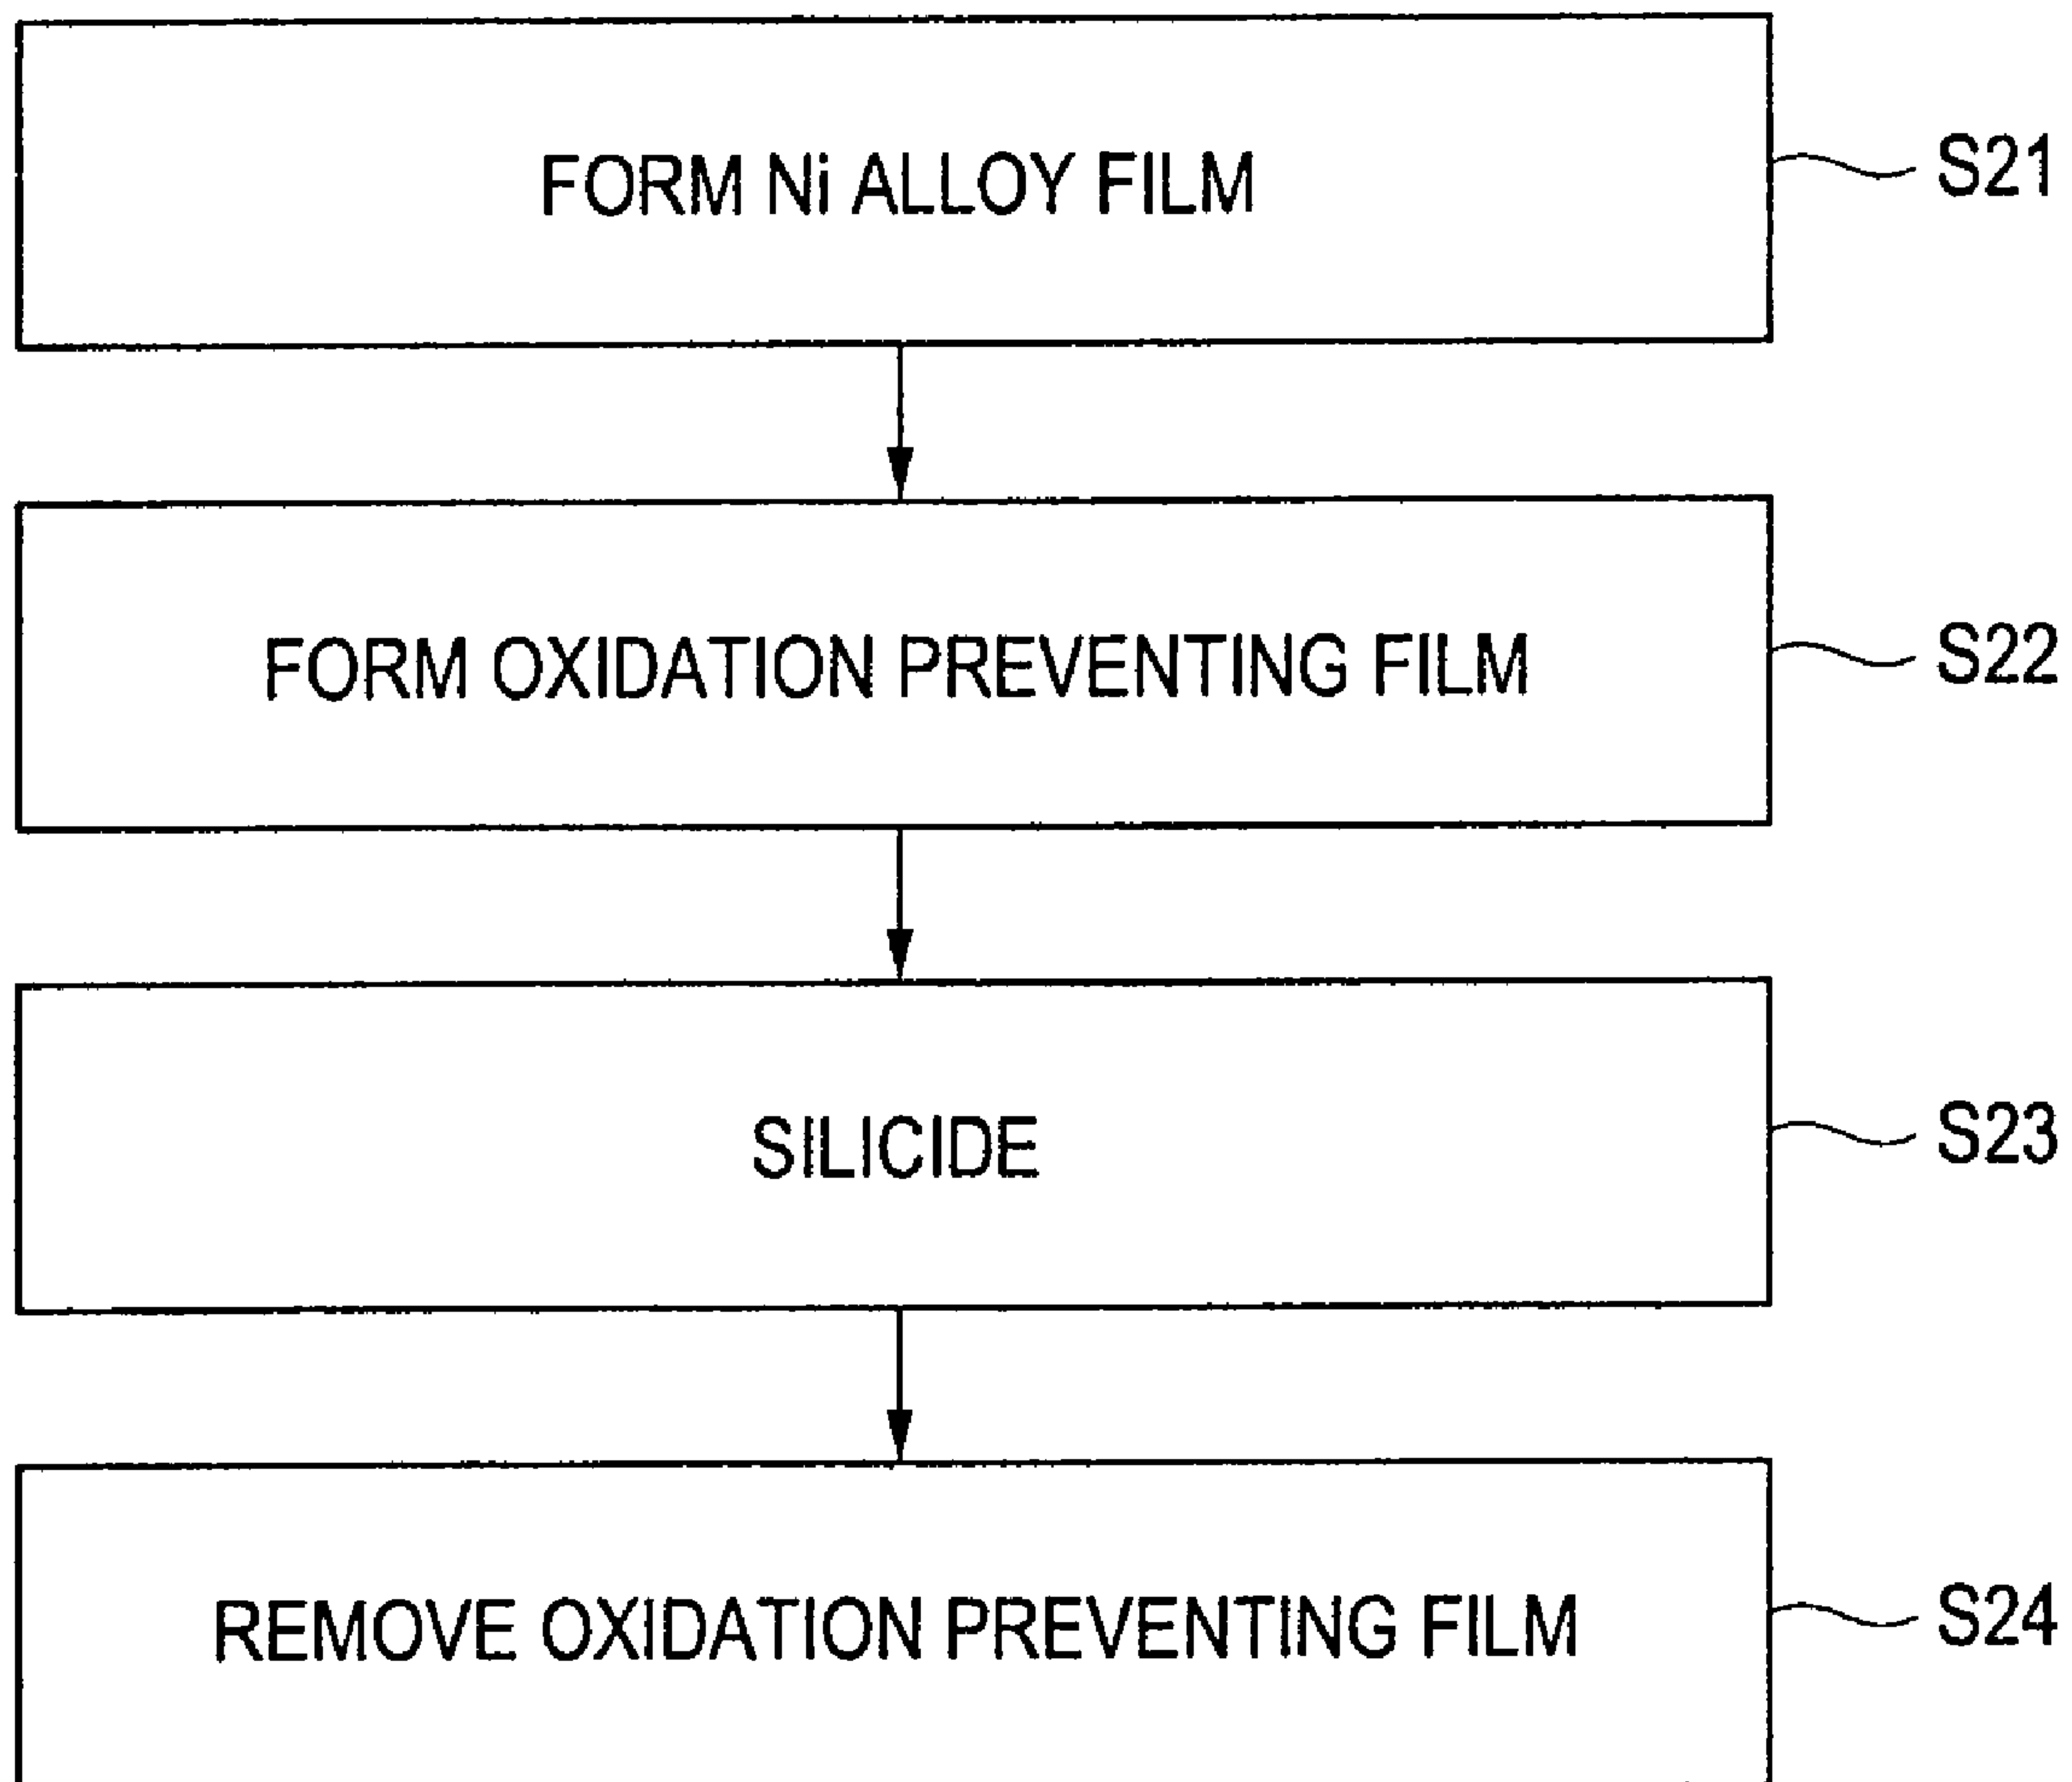 FORM Ni ALLOY FILM
S21
FORM OXIDATION PREVENTING FILM
S22
SILICIDE
S23
REMOVE OXIDATION PREVENTING FILM
S24